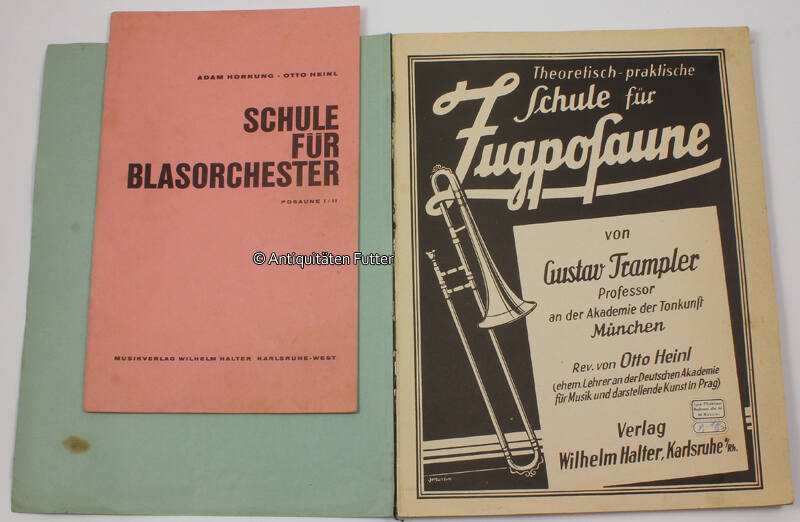 ADAM HORNUNG · OTTO HEINL
SCHULE
FÜR
BLASORCHESTER
POSAUNE I / II
MUSIKVERLAG WILHELM HALTER KARLSRUHE-WEST
© Antiquitäten Futter
Theoretisch-praktische
Schule für
Zugposaune
von
Gustav Trampler
Professor
an der Akademie der Tonkunst
München
Rev. von Otto Heinl
(ehem. Lehrer an der Deutschen Akademie
für Musik und darstellende Kunst in Prag)
Verlag
Wilhelm Halter, Karlsruhe a/Rh.